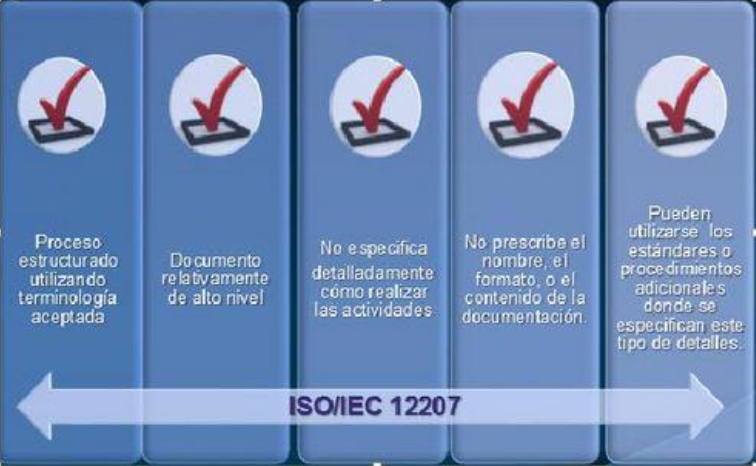 Proceso
estructurado
utilizando
terminología
aceptada
Documento
relativamente
de alto nivel
No especifica
detalladamente
cómo realizar
las actividades
No prescribe el
nombre, el
formato, o el
contenido de la
documentación.
Pueden
utilizarse los
estándares o
procedimientos
adicionales
donde se
especifican este
tipo de detalles.
ISO/IEC 12207